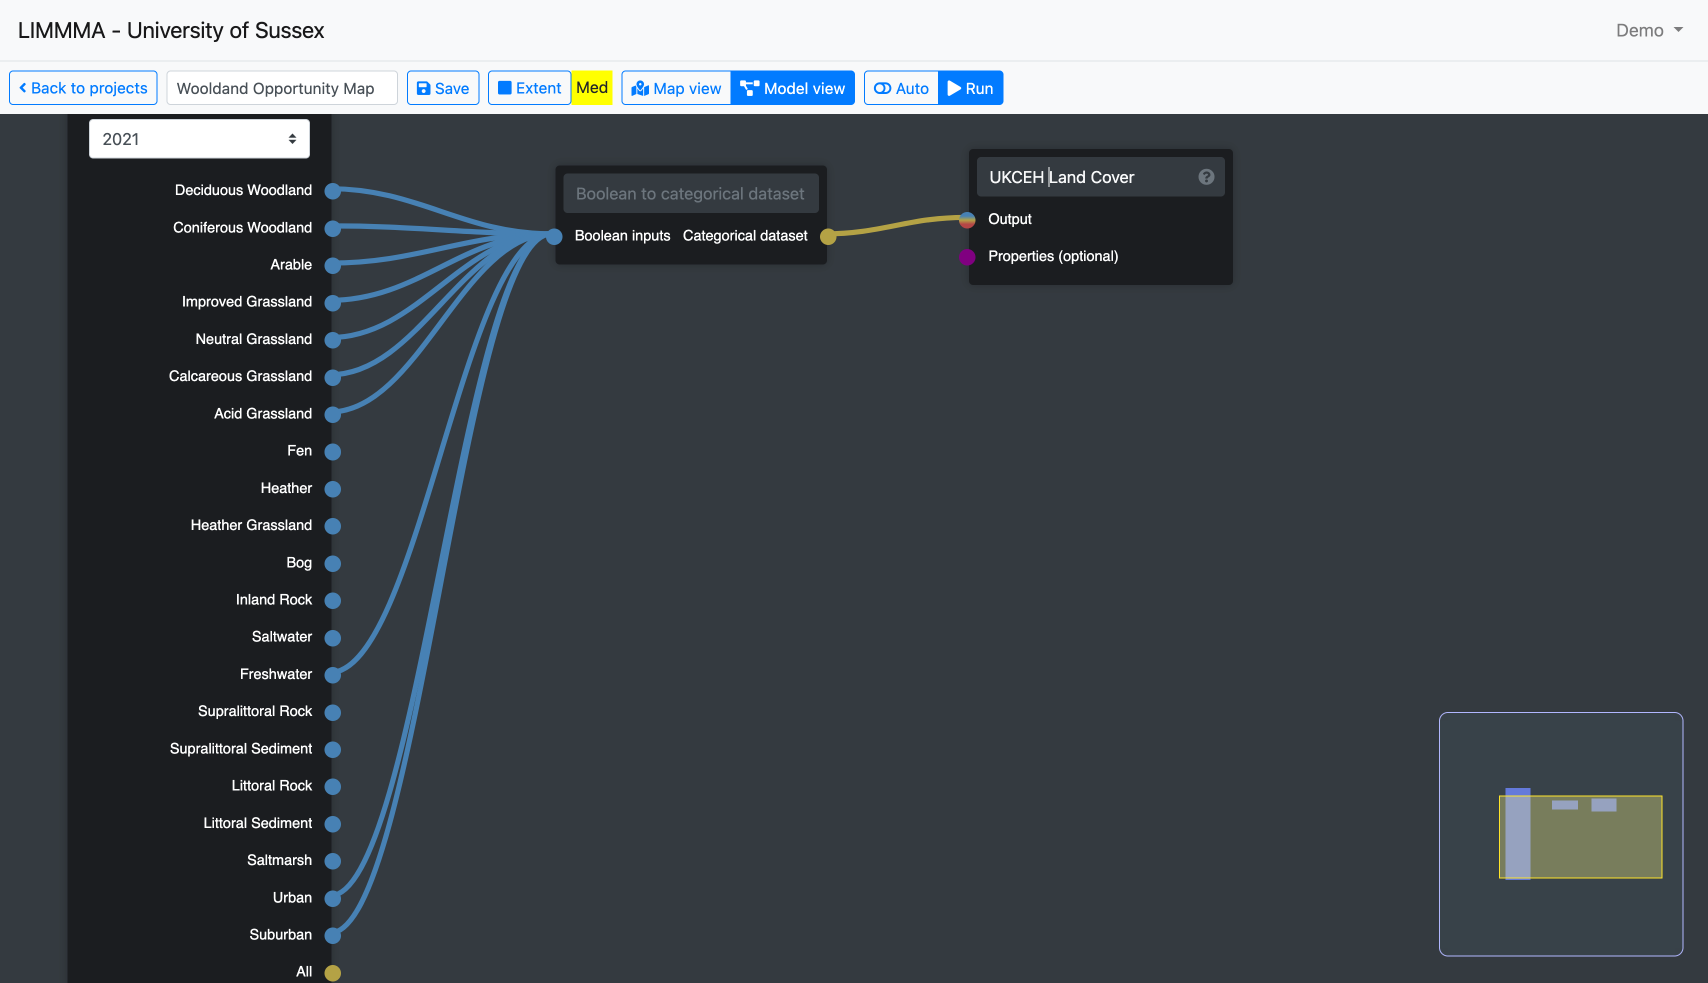 LIMMMA - University of Sussex
Demo
Back to projects
Wooldand Opportunity Map
Save
Extent
Med
Map view
Model view
Auto
Run
2021
Deciduous Woodland
Coniferous Woodland
Arable
Improved Grassland
Neutral Grassland
Calcareous Grassland
Acid Grassland
Fen
Heather
Heather Grassland
Bog
Inland Rock
Saltwater
Freshwater
Supralittoral Rock
Supralittoral Sediment
Littoral Rock
Littoral Sediment
Saltmarsh
Urban
Suburban
All
Boolean to categorical dataset
Boolean inputs
Categorical dataset
UKCEH Land Cover
Output
Properties (optional)